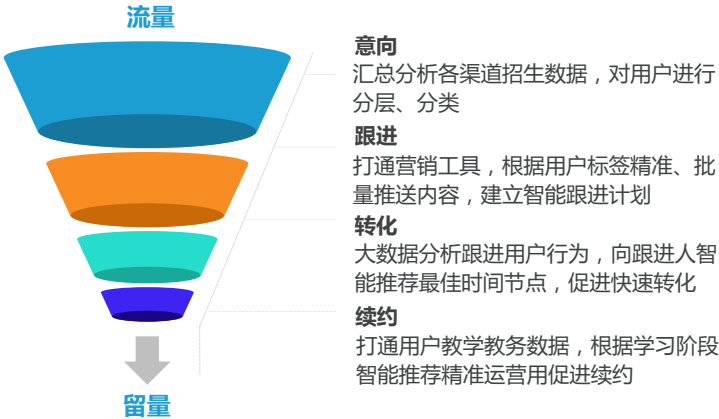 流量
意向
汇总分析各渠道招生数据，对用户进行
分层、分类
跟进
打通营销工具，根据用户标签精准、批
量推送内容，建立智能跟进计划
转化
大数据分析跟进用户行为，向跟进人智
能推荐最佳时间节点，促进快速转化
续约
打通用户教学教务数据，根据学习阶段
智能推荐精准运营用促进续约
留量